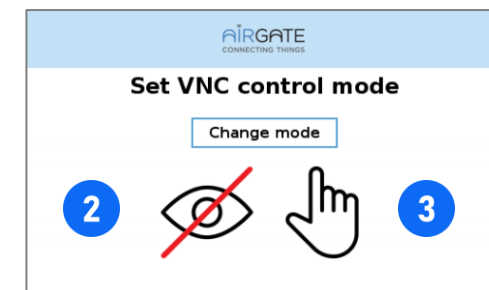 AIRGATE
CONNECTING THINGS
Set VNC control mode
Change mode
2
3